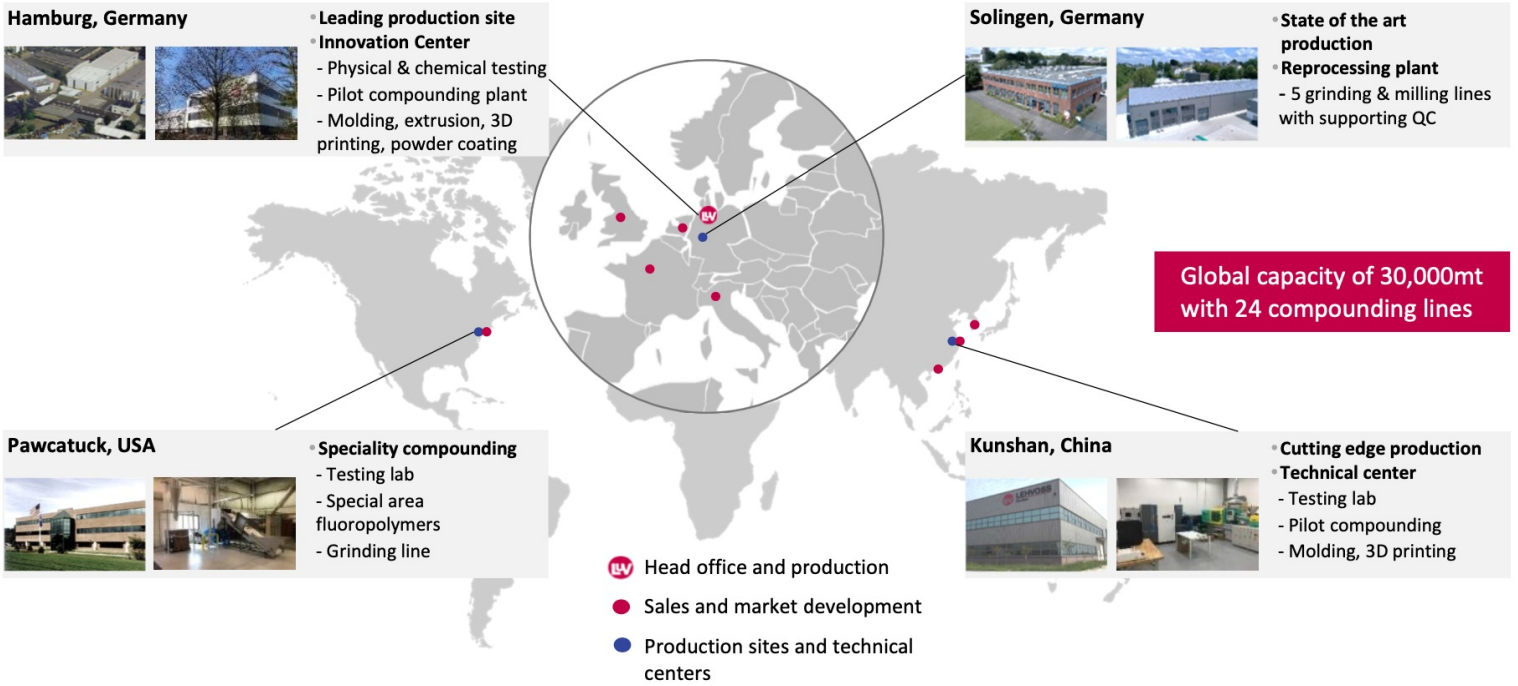 Hamburg, Germany
• Leading production site
• Innovation Center
- Physical & chemical testing
- Pilot compounding plant
- Molding, extrusion, 3D
printing, powder coating
Solingen, Germany
• State of the art
production
• Reprocessing plant
- 5 grinding & milling lines
with supporting QC
L&V
Global capacity of 30,000mt
with 24 compounding lines
Pawcatuck, USA
• Speciality compounding
- Testing lab
- Special area
fluoropolymers
- Grinding line
Kunshan, China
LEHVOSS
• Cutting edge production
• Technical center
- Testing lab
- Pilot compounding
- Molding, 3D printing
L&V Head office and production
Sales and market development
Production sites and technical
centers